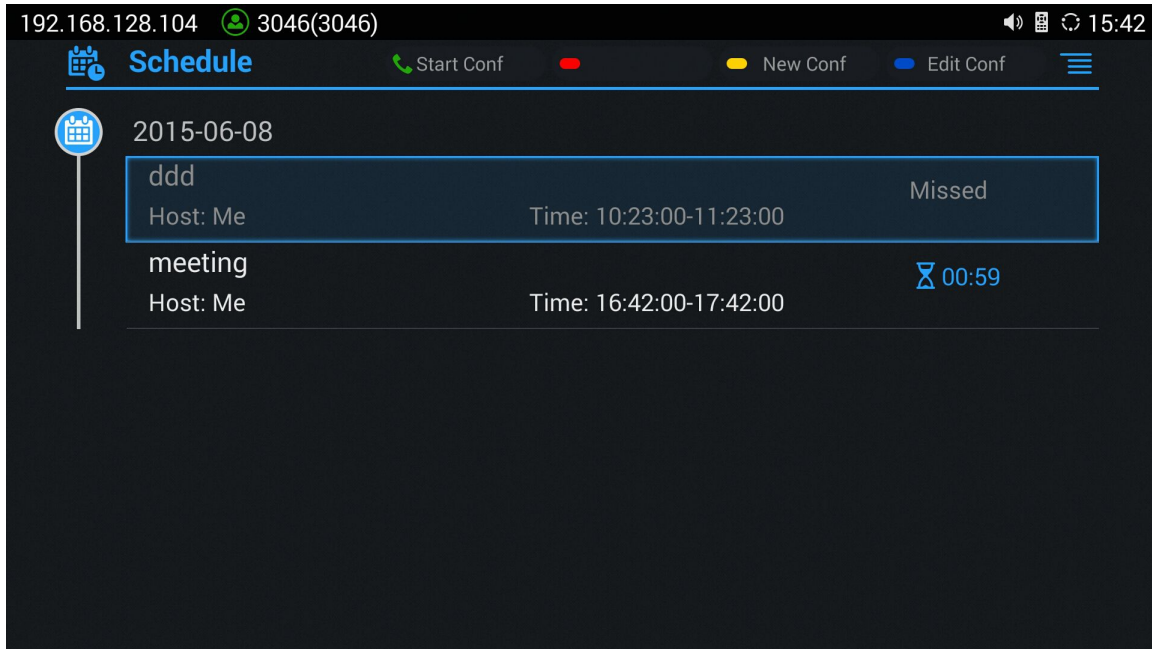 192.168.128.104 3046(3046) 15:42
Schedule Start Conf New Conf Edit Conf
2015-06-08
ddd
Missed
Host: Me Time: 10:23:00-11:23:00
meeting
00:59
Host: Me Time: 16:42:00-17:42:00